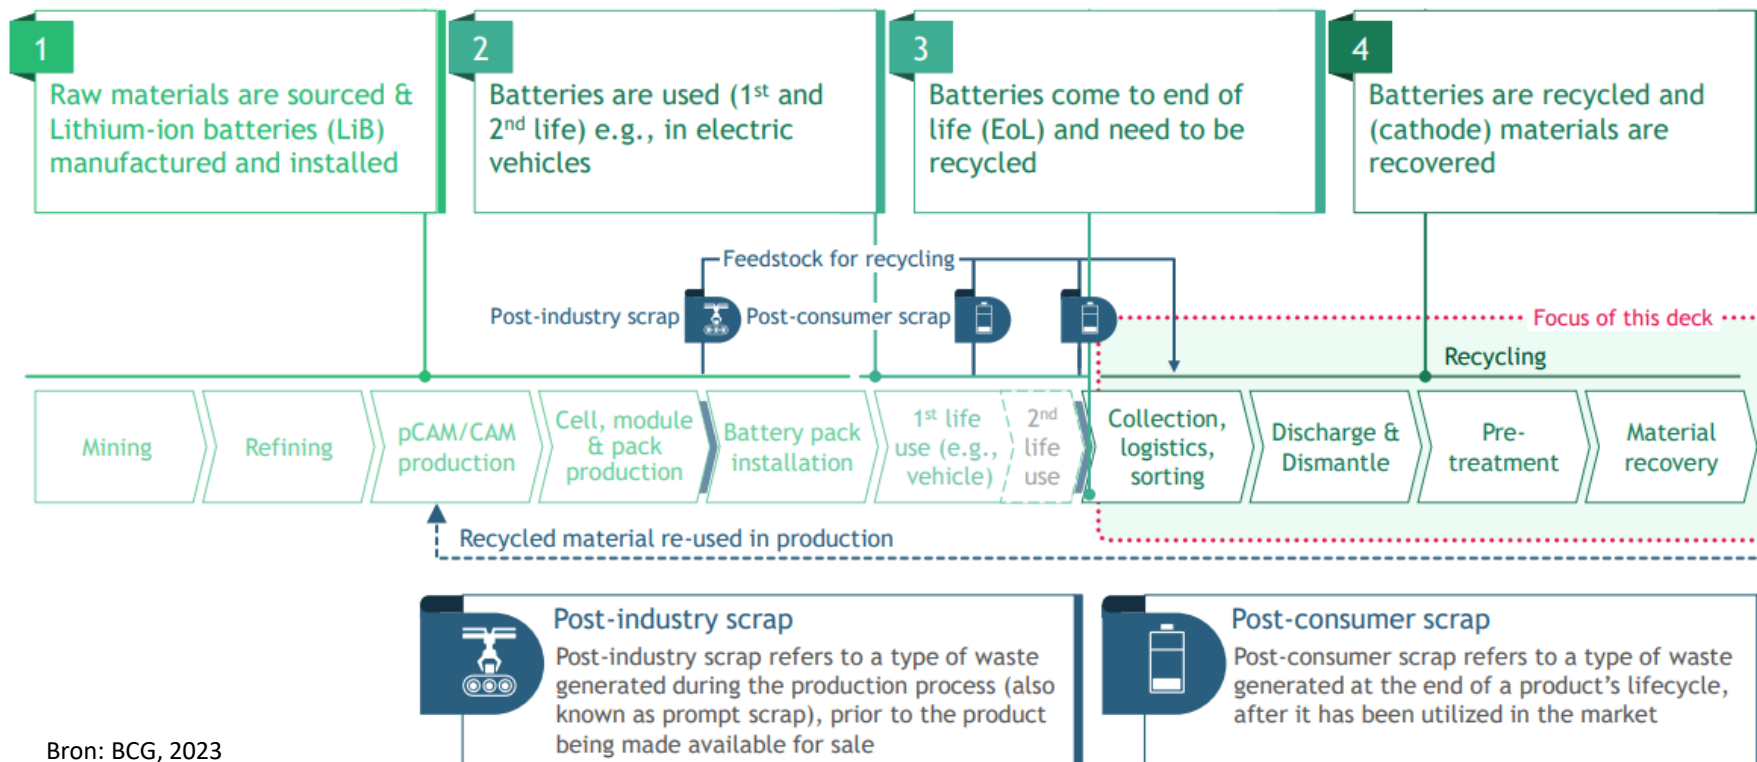 1
Raw materials are sourced &
Lithium-ion batteries (LiB)
manufactured and installed
2
Batteries are used (1st and
2nd life) e.g., in electric
vehicles
3
Batteries come to end of
life (EoL) and need to be
recycled
4
Batteries are recycled and
(cathode) materials are
recovered
Feedstock for recycling
Post-industry scrap
Post-consumer scrap
Focus of this deck
Recycling
Mining
Refining
pCAM/CAM
production
Cell, module
& pack
production
Battery pack
installation
1st life
use (e.g.,
vehicle)
2nd
life
use
Collection,
logistics,
sorting
Discharge &
Dismantle
Pre-
treatment
Material
recovery
Recycled material re-used in production
Post-industry scrap
Post-industry scrap refers to a type of waste
generated during the production process (also
known as prompt scrap), prior to the product
being made available for sale
Post-consumer scrap
Post-consumer scrap refers to a type of waste
generated at the end of a product's lifecycle,
after it has been utilized in the market
Bron: BCG, 2023